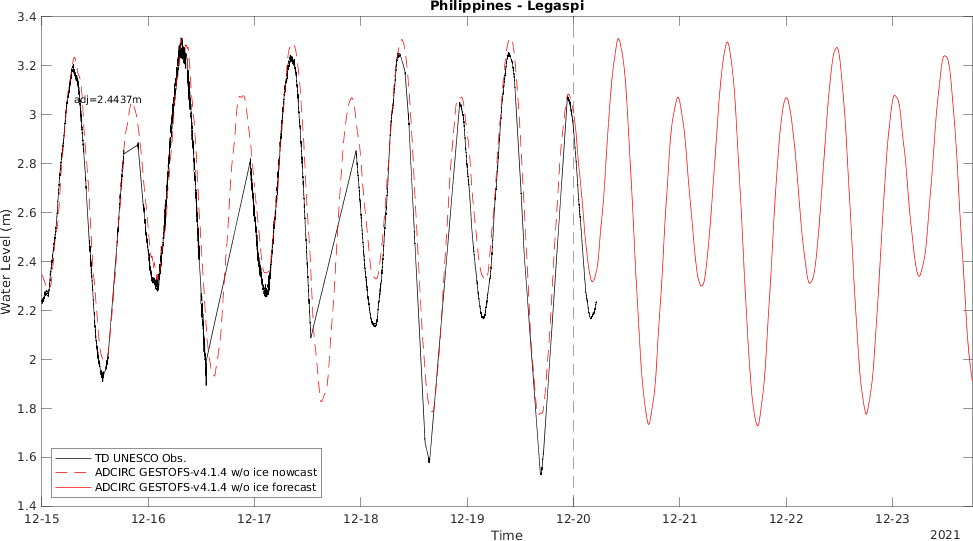 Philippines - Legaspi
3.4
3.2
3
2.8
2.6
2.4
2.2
2
1.8
1.6
1.4
Water Level (m)
adj=2.4437m
TD UNESCO Obs.
ADCIRC GESTOFS-v4.1.4 w/o ice nowcast
ADCIRC GESTOFS-v4.1.4 w/o ice forecast
12-15 12-16 12-17 12-18 12-19 12-20 12-21 12-22 12-23
Time
2021